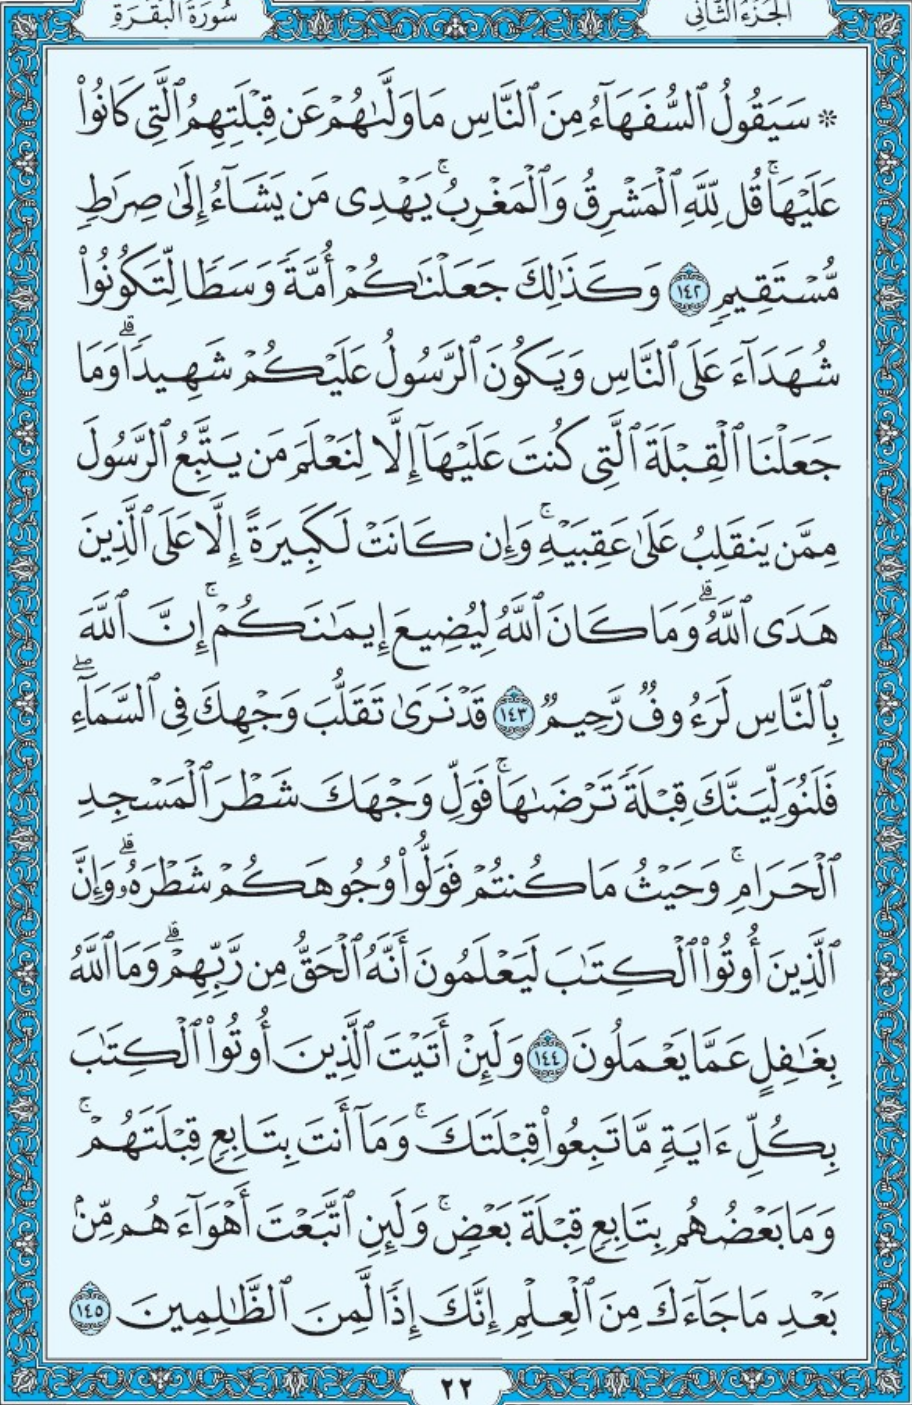 الجزء الثاني
سورة البقرة
۞ سَيَقُولُ ٱلسُّفَهَآءُ مِنَ ٱلنَّاسِ مَا وَلَّىٰهُمْ عَن قِبْلَتِهِمُ ٱلَّتِى كَانُوا۟
عَلَيْهَا ۚ قُل لِّلَّهِ ٱلْمَشْرِقُ وَٱلْمَغْرِبُ ۚ يَهْدِى مَن يَشَآءُ إِلَىٰ صِرَٰطٍ
مُّسْتَقِيمٍ ١٤٢ وَكَذَٰلِكَ جَعَلْنَٰكُمْ أُمَّةً وَسَطًا لِّتَكُونُوا۟
شُهَدَآءَ عَلَى ٱلنَّاسِ وَيَكُونَ ٱلرَّسُولُ عَلَيْكُمْ شَهِيدًا ۗ وَمَا
جَعَلْنَا ٱلْقِبْلَةَ ٱلَّتِى كُنتَ عَلَيْهَآ إِلَّا لِنَعْلَمَ مَن يَتَّبِعُ ٱلرَّسُولَ
مِمَّن يَنقَلِبُ عَلَىٰ عَقِبَيْهِ ۚ وَإِن كَانَتْ لَكَبِيرَةً إِلَّا عَلَى ٱلَّذِينَ
هَدَى ٱللَّهُ ۗ وَمَا كَانَ ٱللَّهُ لِيُضِيعَ إِيمَٰنَكُمْ ۚ إِنَّ ٱللَّهَ
بِٱلنَّاسِ لَرَءُوفٌ رَّحِيمٌ ١٤٣ قَدْ نَرَىٰ تَقَلُّبَ وَجْهِكَ فِى ٱلسَّمَآءِ ۖ
فَلَنُوَلِّيَنَّكَ قِبْلَةً تَرْضَىٰهَا ۚ فَوَلِّ وَجْهَكَ شَطْرَ ٱلْمَسْجِدِ
ٱلْحَرَامِ ۚ وَحَيْثُ مَا كُنتُمْ فَوَلُّوا۟ وُجُوهَكُمْ شَطْرَهُۥ ۗ وَإِنَّ
ٱلَّذِينَ أُوتُوا۟ ٱلْكِتَٰبَ لَيَعْلَمُونَ أَنَّهُ ٱلْحَقُّ مِن رَّبِّهِمْ ۗ وَمَا ٱللَّهُ
بِغَٰفِلٍ عَمَّا يَعْمَلُونَ ١٤٤ وَلَئِنْ أَتَيْتَ ٱلَّذِينَ أُوتُوا۟ ٱلْكِتَٰبَ
بِكُلِّ ءَايَةٍ مَّا تَبِعُوا۟ قِبْلَتَكَ ۚ وَمَآ أَنتَ بِتَابِعٍ قِبْلَتَهُمْ ۚ
وَمَا بَعْضُهُم بِتَابِعٍ قِبْلَةَ بَعْضٍ ۚ وَلَئِنِ ٱتَّبَعْتَ أَهْوَآءَهُم مِّنۢ
بَعْدِ مَا جَآءَكَ مِنَ ٱلْعِلْمِ إِنَّكَ إِذًا لَّمِنَ ٱلظَّٰلِمِينَ ١٤٥
٢٢